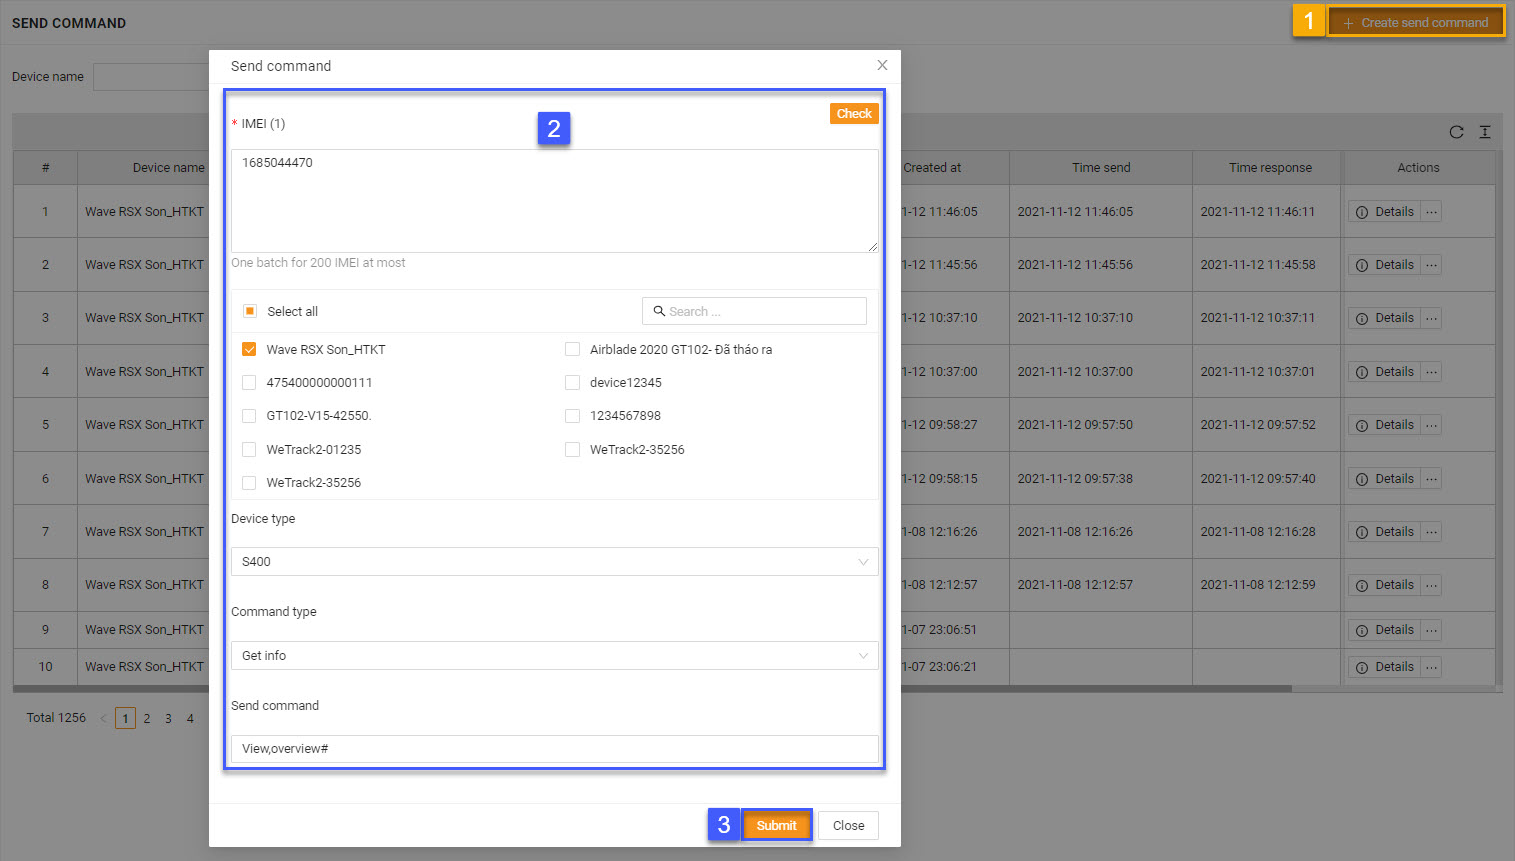 SEND COMMAND
1
+ Create send command
Device name
Send command
2
Check
* IMEI (1)
1685044470
One batch for 200 IMEI at most
Select all
Search ...
Wave RSX Son_HTKT
Airblade 2020 GT102- Đã tháo ra
475400000000111
device12345
GT102-V15-42550.
1234567898
WeTrack2-01235
WeTrack2-35256
WeTrack2-35256
Device type
S400
Command type
Get info
Send command
View,overview#
3
Submit
Close
# Device name Created at Time send Time response Actions
1 Wave RSX Son_HTKT 1-12 11:46:05 2021-11-12 11:46:05 2021-11-12 11:46:11 Details ...
2 Wave RSX Son_HTKT 1-12 11:45:56 2021-11-12 11:45:56 2021-11-12 11:45:58 Details ...
3 Wave RSX Son_HTKT 1-12 10:37:10 2021-11-12 10:37:10 2021-11-12 10:37:11 Details ...
4 Wave RSX Son_HTKT 1-12 10:37:00 2021-11-12 10:37:00 2021-11-12 10:37:01 Details ...
5 Wave RSX Son_HTKT 1-12 09:58:27 2021-11-12 09:57:50 2021-11-12 09:57:52 Details ...
6 Wave RSX Son_HTKT 1-12 09:58:15 2021-11-12 09:57:38 2021-11-12 09:57:40 Details ...
7 Wave RSX Son_HTKT 1-08 12:16:26 2021-11-08 12:16:26 2021-11-08 12:16:28 Details ...
8 Wave RSX Son_HTKT 1-08 12:12:57 2021-11-08 12:12:57 2021-11-08 12:12:59 Details ...
9 Wave RSX Son_HTKT 1-07 23:06:51 Details ...
10 Wave RSX Son_HTKT 1-07 23:06:21 Details ...
Total 1256 < 1 2 3 4